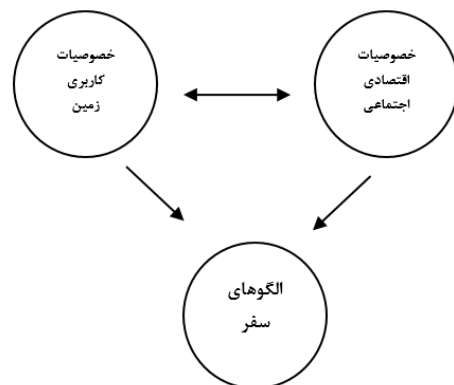 خصوصیات
اقتصادی
اجتماعی
خصوصیات
کاربری
زمین
الگوهای
سفر